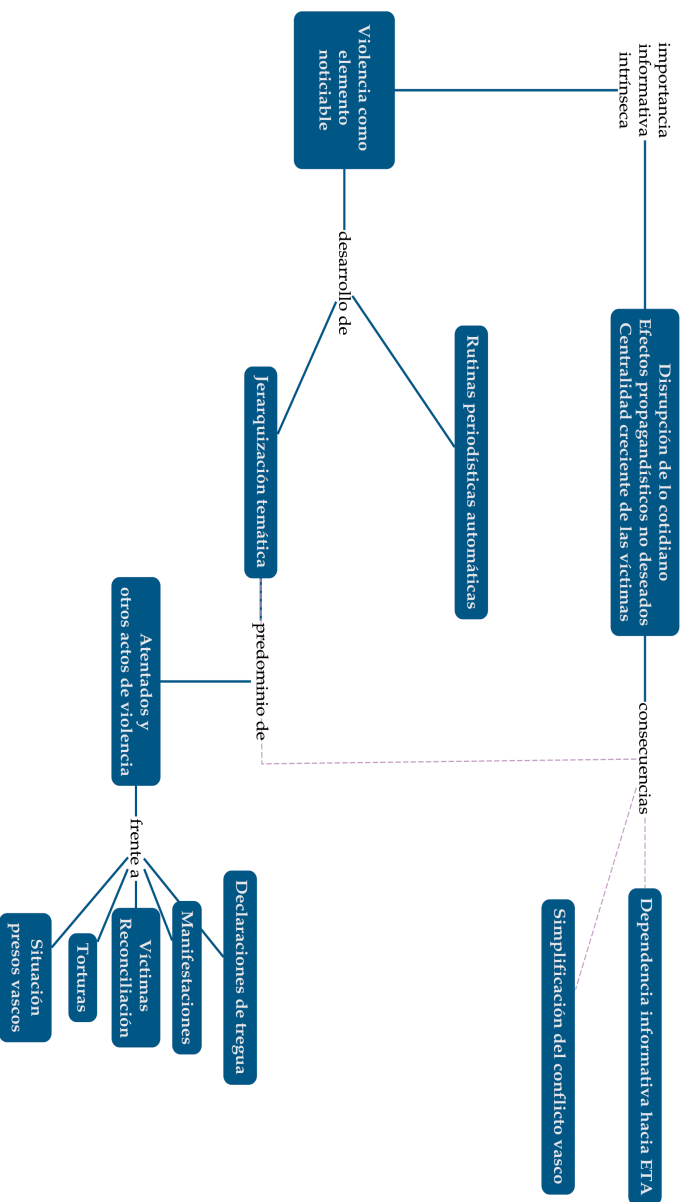 importancia
informativa
intrínseca
Disrupción de lo cotidiano
Efectos propagandísticos no deseados
Centralidad creciente de las víctimas
consecuencias
Dependencia informativa hacia ETA
Simplificación del conflicto vasco
Violencia como
elemento
noticiable
desarrollo de
Rutinas periodísticas automáticas
Jerarquización temática
predominio de
Atentados y
otros actos de violencia
frente a
Declaraciones de tregua
Manifestaciones
Víctimas
Reconciliación
Torturas
Situación
presos vascos